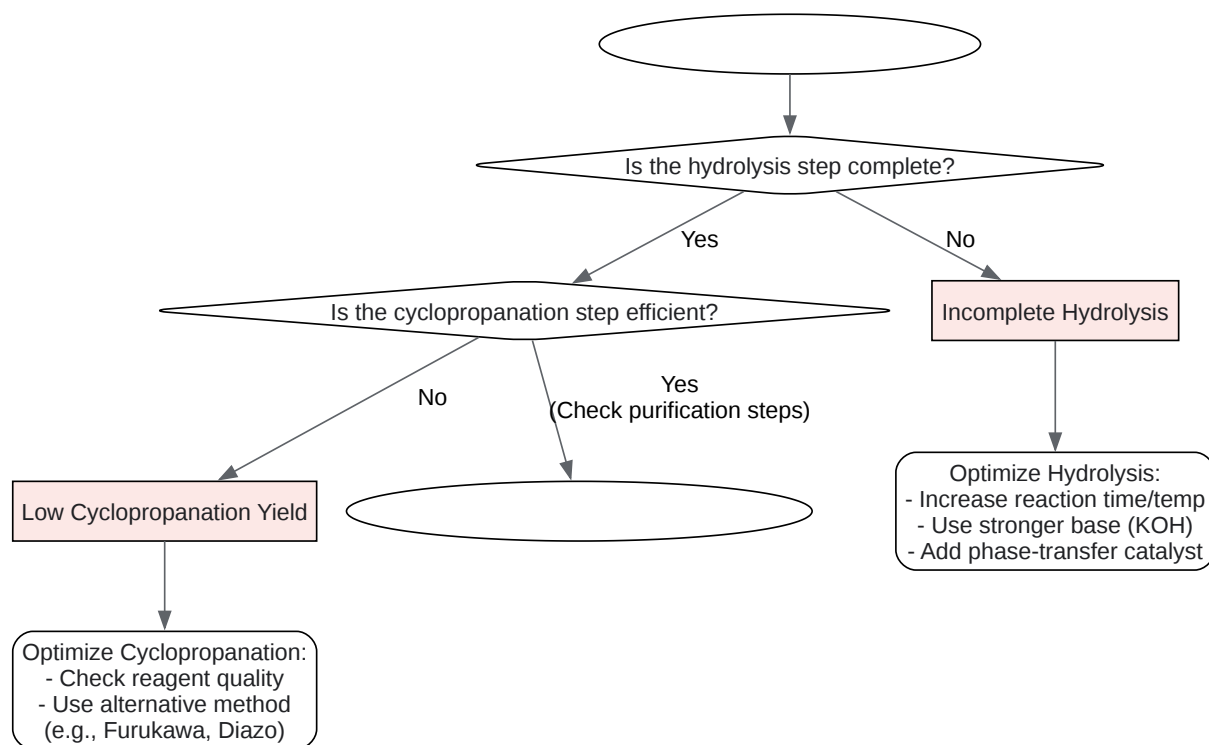 Is the hydrolysis step complete?
Yes
No
Is the cyclopropanation step efficient?
Incomplete Hydrolysis
No
Yes
(Check purification steps)
Low Cyclopropanation Yield
Optimize Hydrolysis:
- Increase reaction time/temp
- Use stronger base (KOH)
- Add phase-transfer catalyst
Optimize Cyclopropanation:
- Check reagent quality
- Use alternative method
(e.g., Furukawa, Diazo)